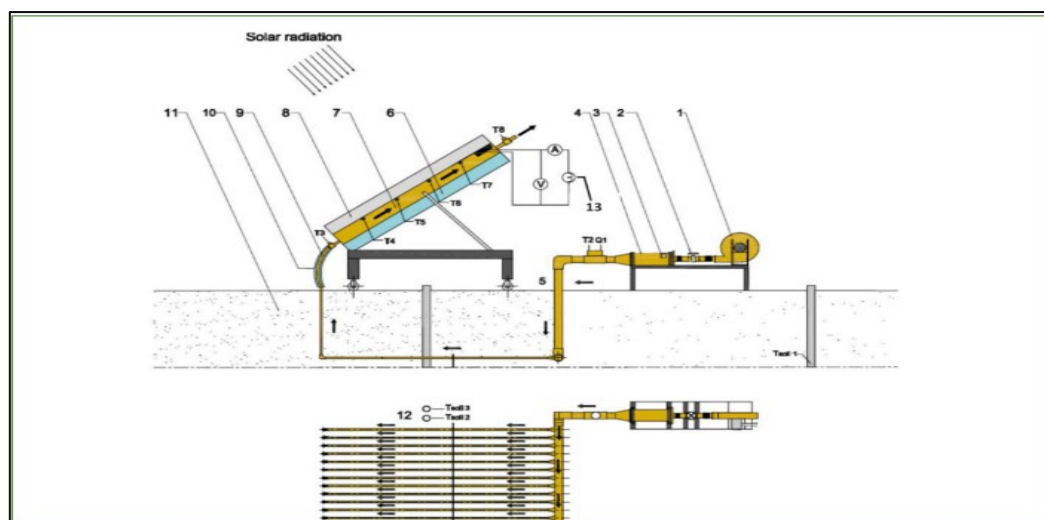 Solar radiation
11 10 9 8 7 6 4 3 2 1
T8
A
V
13
T7
T6
T5
T4
T3
T2 Q1
5
Tsoil 1
12
Tsoil 3
Tsoil 2